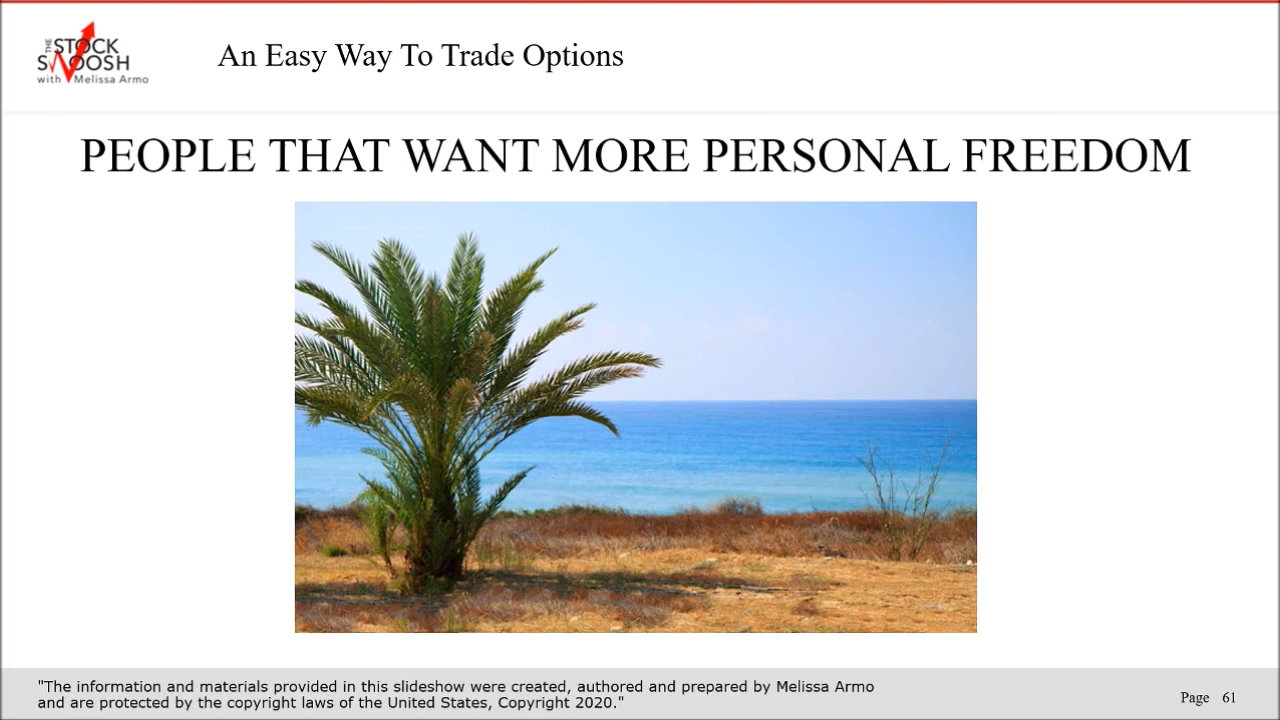 THE
STOCK
SWOOSH
with Melissa Armo
An Easy Way To Trade Options
PEOPLE THAT WANT MORE PERSONAL FREEDOM
"The information and materials provided in this slideshow were created, authored and prepared by Melissa Armo
and are protected by the copyright laws of the United States, Copyright 2020."
Page 61